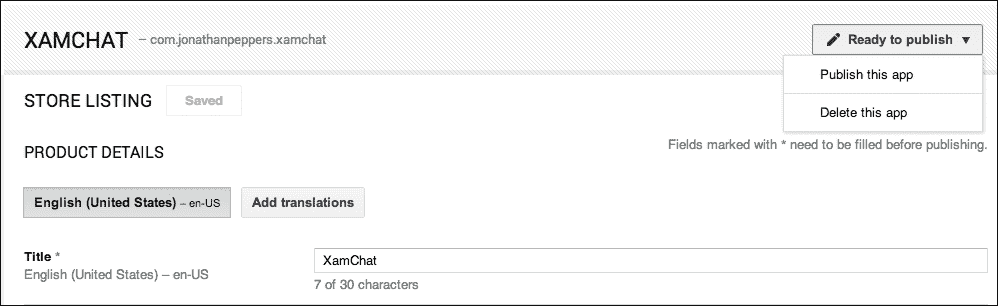 XAMCHAT – com.jonathanpeppers.xamchat
Ready to publish
Publish this app
Delete this app
STORE LISTING Saved
Fields marked with * need to be filled before publishing.
PRODUCT DETAILS
English (United States) – en-US Add translations
Title * XamChat
English (United States) – en-US
7 of 30 characters